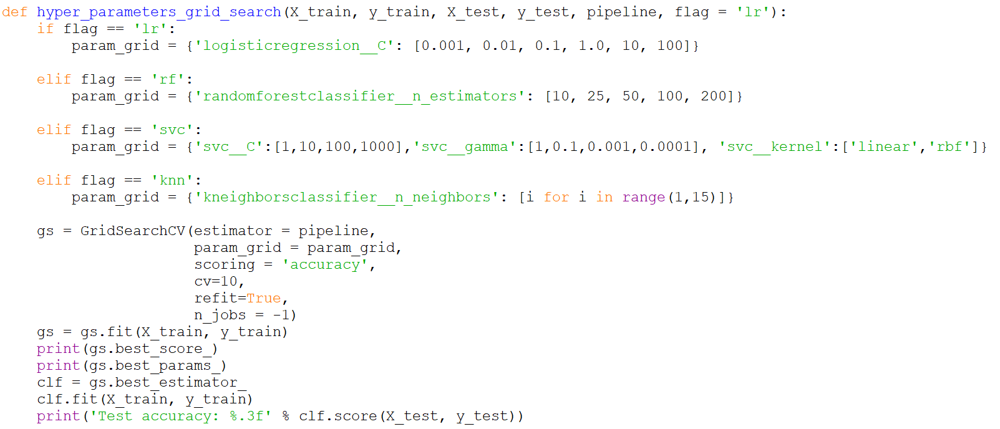 def hyper_parameters_grid_search(X_train, y_train, X_test, y_test, pipeline, flag = 'lr'):
    if flag == 'lr':
        param_grid = {'logisticregression__C': [0.001, 0.01, 0.1, 1.0, 10, 100]}

    elif flag == 'rf':
        param_grid = {'randomforestclassifier__n_estimators': [10, 25, 50, 100, 200]}

    elif flag == 'svc':
        param_grid = {'svc__C':[1,10,100,1000],'svc__gamma':[1,0.1,0.001,0.0001], 'svc__kernel':['linear','rbf']}

    elif flag == 'knn':
        param_grid = {'kneighborsclassifier__n_neighbors': [i for i in range(1,15)]}

    gs = GridSearchCV(estimator = pipeline,
                      param_grid = param_grid,
                      scoring = 'accuracy',
                      cv=10,
                      refit=True,
                      n_jobs = -1)
    gs = gs.fit(X_train, y_train)
    print(gs.best_score_)
    print(gs.best_params_)
    clf = gs.best_estimator_
    clf.fit(X_train, y_train)
    print('Test accuracy: %.3f' % clf.score(X_test, y_test))